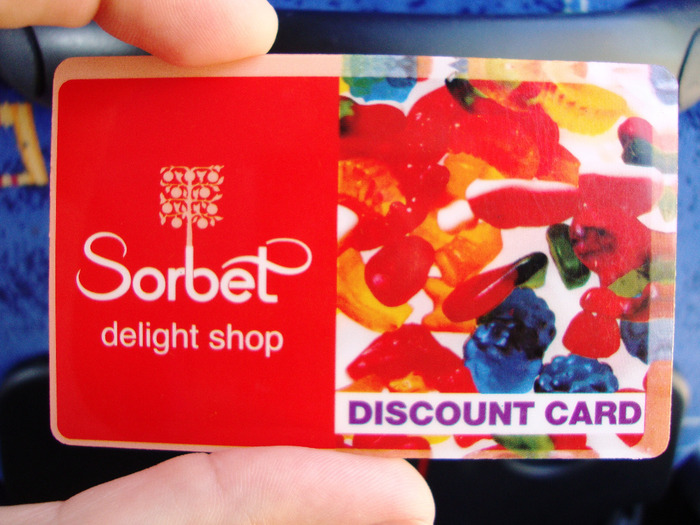 Sorbet
delight shop
DISCOUNT CARD